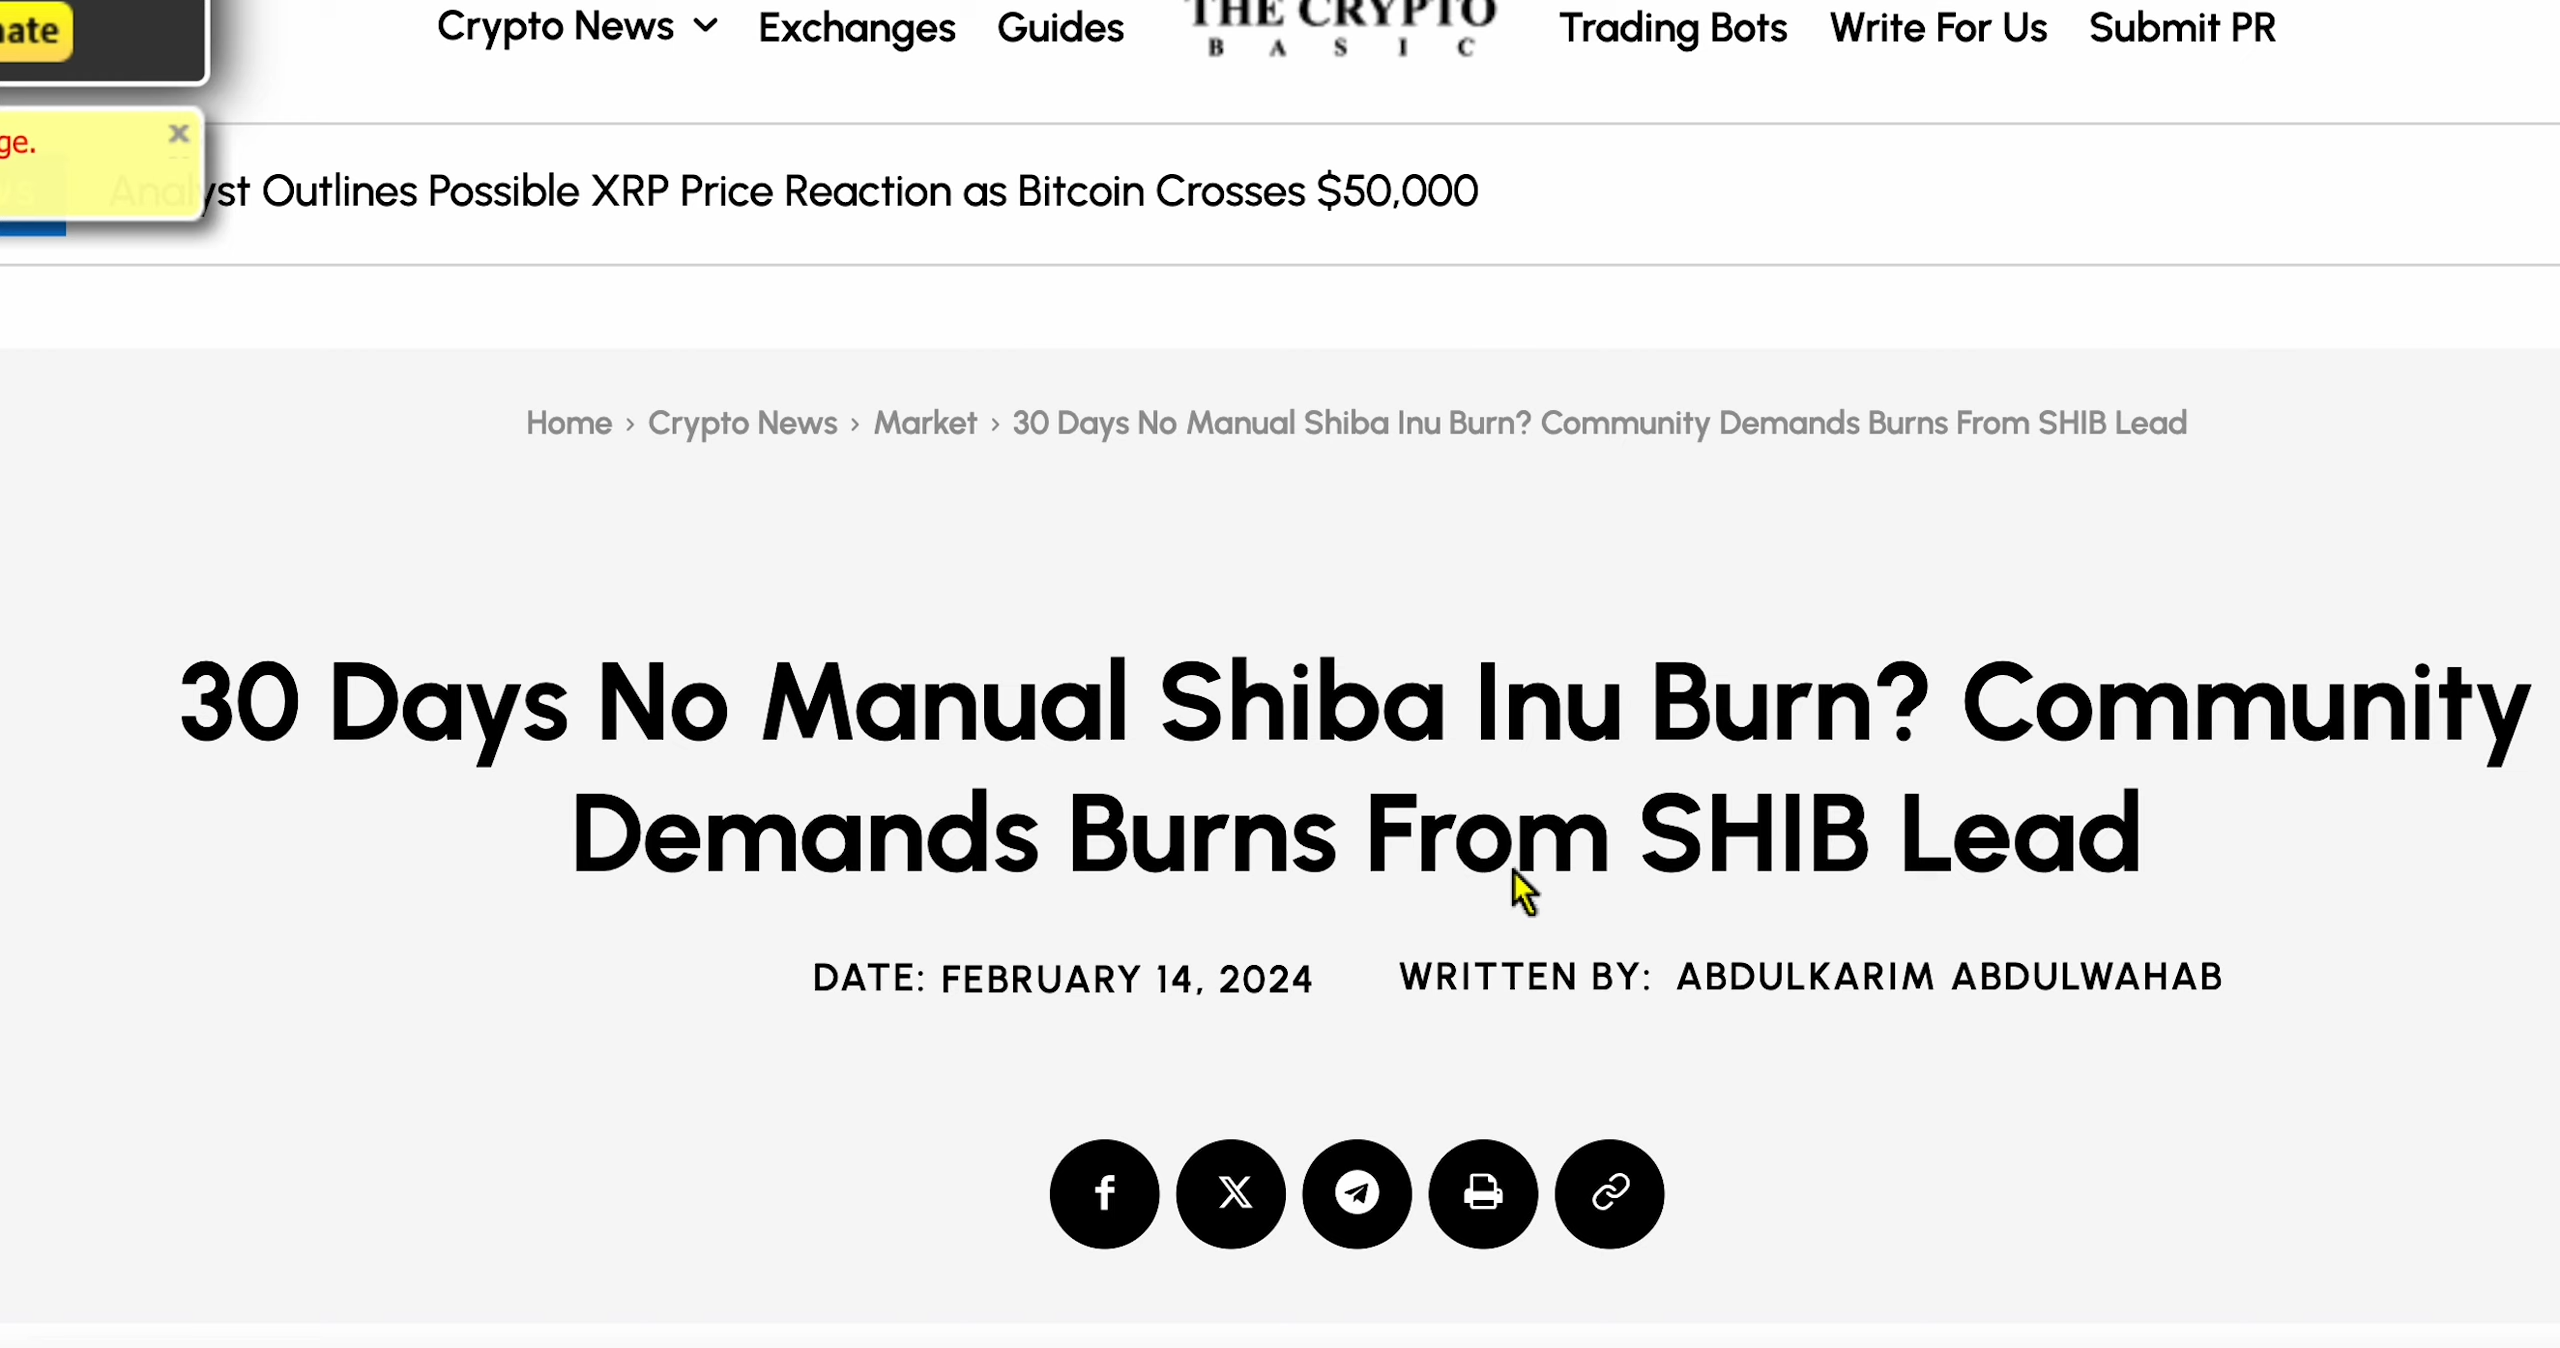 Crypto News
Exchanges
Guides
THE CRYPTO
BASIC
Trading Bots
Write For Us
Submit PR
ate
ge.
x
Analyst Outlines Possible XRP Price Reaction as Bitcoin Crosses $50,000
Home › Crypto News › Market › 30 Days No Manual Shiba Inu Burn? Community Demands Burns From SHIB Lead
30 Days No Manual Shiba Inu Burn? Community
Demands Burns From SHIB Lead
DATE: FEBRUARY 14, 2024 WRITTEN BY: ABDULKARIM ABDULWAHAB